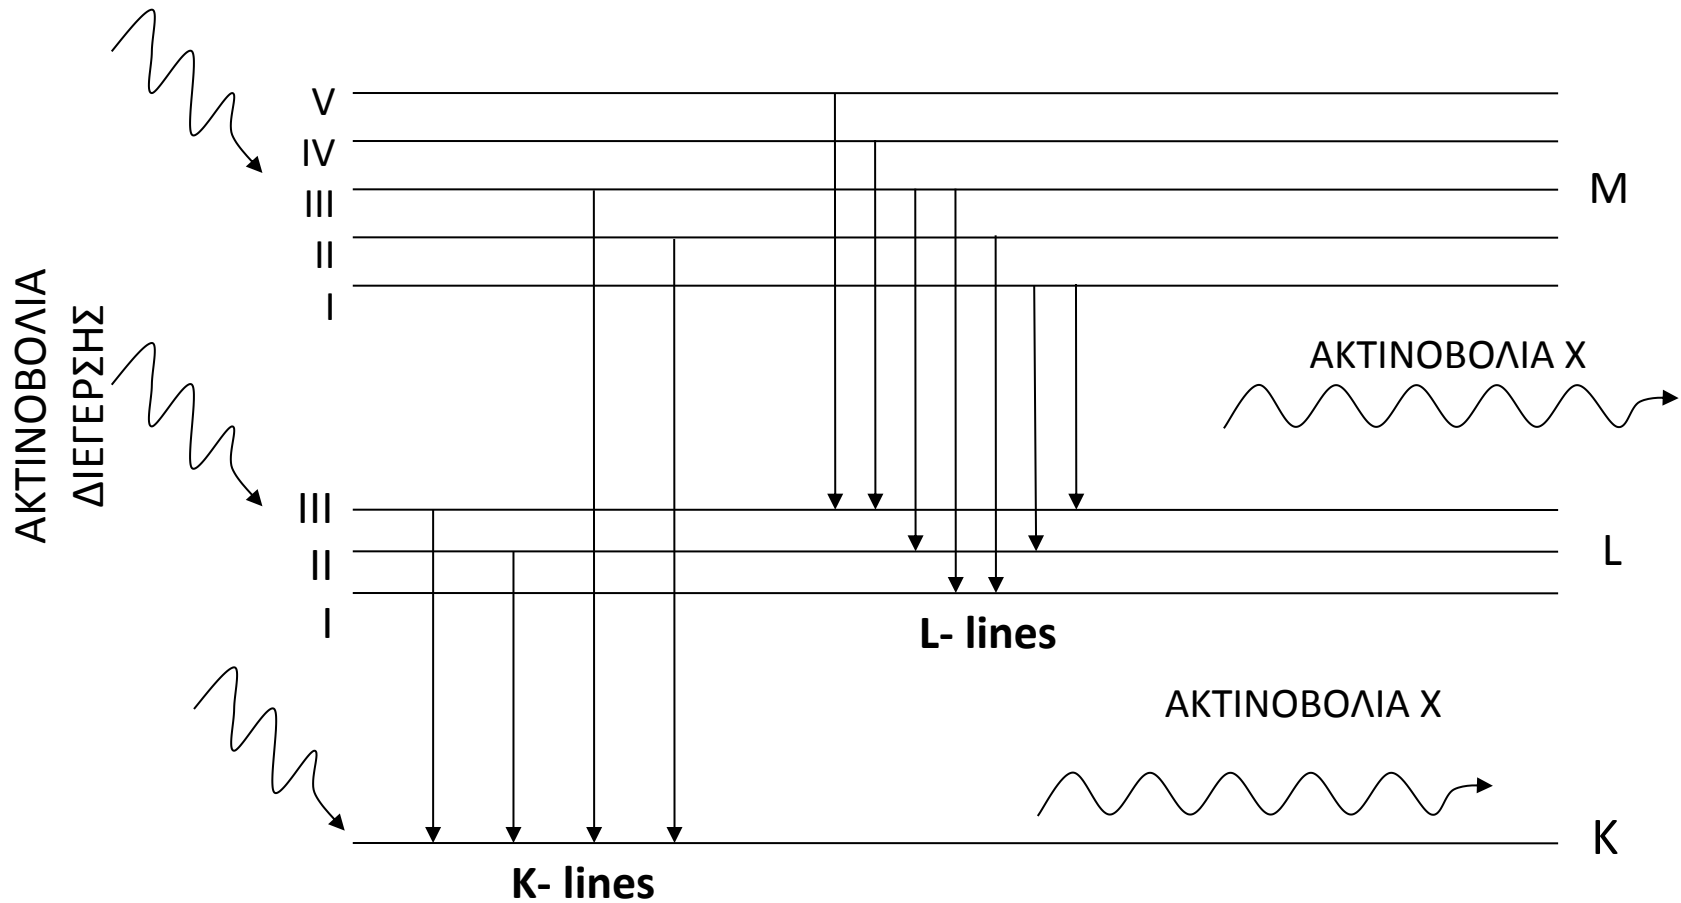 V
IV
III
M
II
I
ΑΚΤΙΝΟΒΟΛΙΑ
ΔΙΕΓΕΡΣΗΣ
ΑΚΤΙΝΟΒΟΛΙΑ Χ
III
II
L
I
L- lines
ΑΚΤΙΝΟΒΟΛΙΑ Χ
K
K- lines